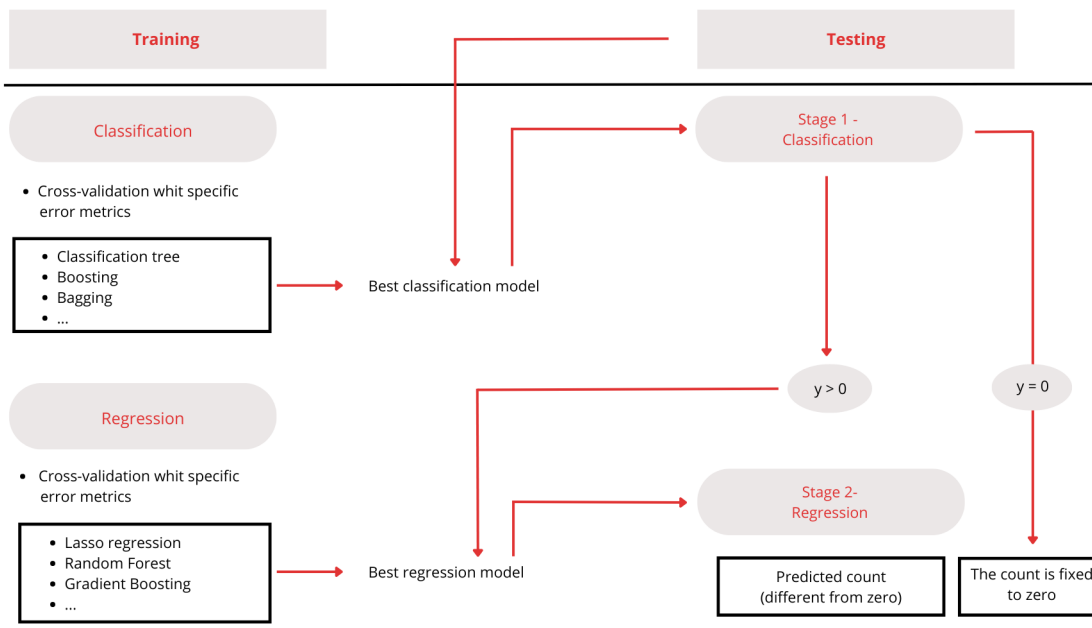 Training
Testing
Classification
Stage 1 -
Classification
• Cross-validation whit specific
error metrics
• Classification tree
• Boosting
• Bagging
• ...
Best classification model
y > 0
y = 0
Regression
• Cross-validation whit specific
error metrics
Stage 2-
Regression
• Lasso regression
• Random Forest
• Gradient Boosting
• ...
Best regression model
Predicted count
(different from zero)
The count is fixed
to zero